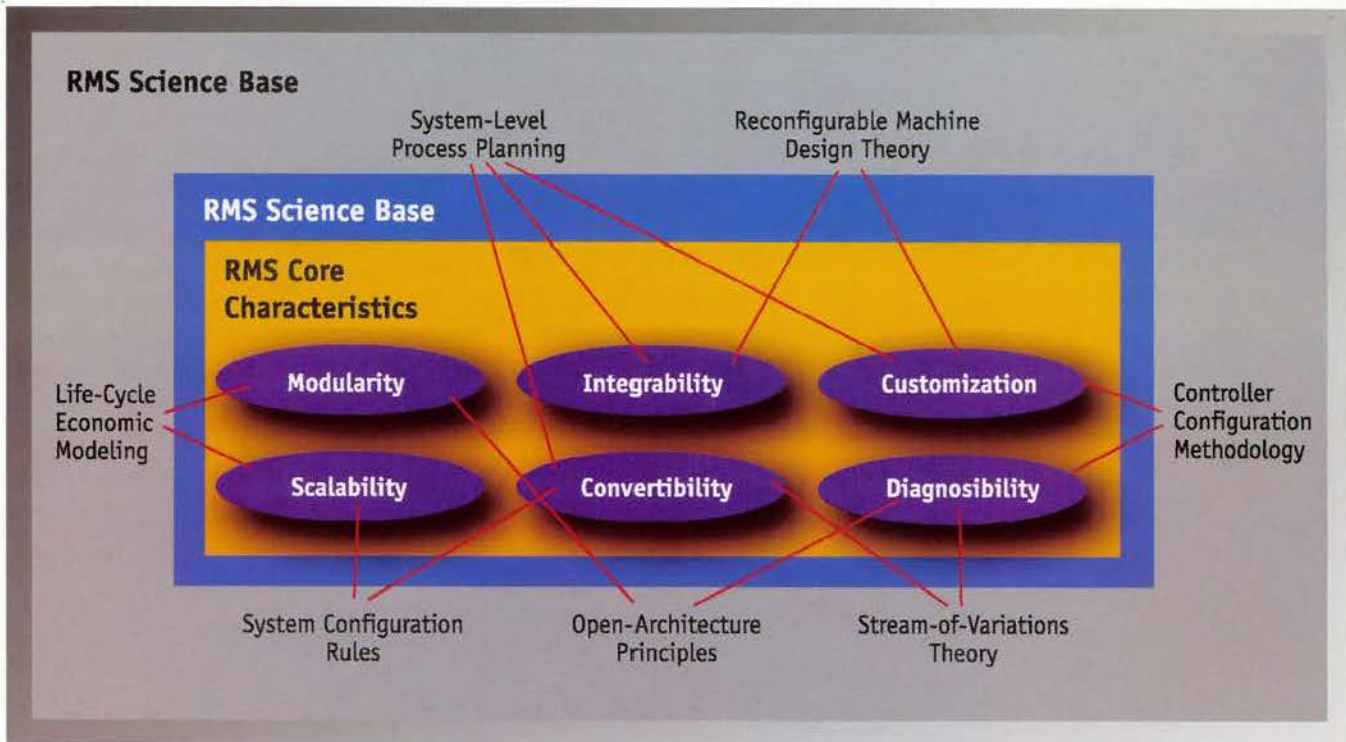 RMS Science Base
System-Level
Process Planning
Reconfigurable Machine
Design Theory
RMS Science Base
RMS Core
Characteristics
Modularity
Integrability
Customization
Life-Cycle
Economic
Modeling
Controller
Configuration
Methodology
Scalability
Convertibility
Diagnosibility
System Configuration
Rules
Open-Architecture
Principles
Stream-of-Variations
Theory